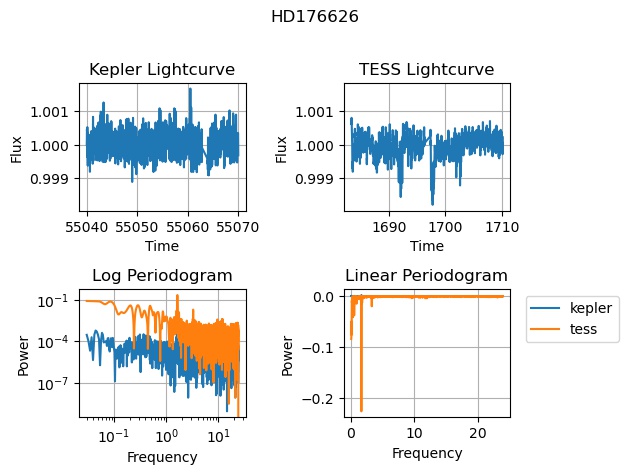 HD176626
Kepler Lightcurve
Flux
1.001
1.000
0.999
55040 55050 55060 55070
Time
TESS Lightcurve
Flux
1.001
1.000
0.999
1690 1700 1710
Time
Log Periodogram
Power
10⁻¹
10⁻⁴
10⁻⁷
10⁻¹ 10⁰ 10¹
Frequency
Linear Periodogram
Power
0.0
−0.1
−0.2
0 20
Frequency
kepler
tess